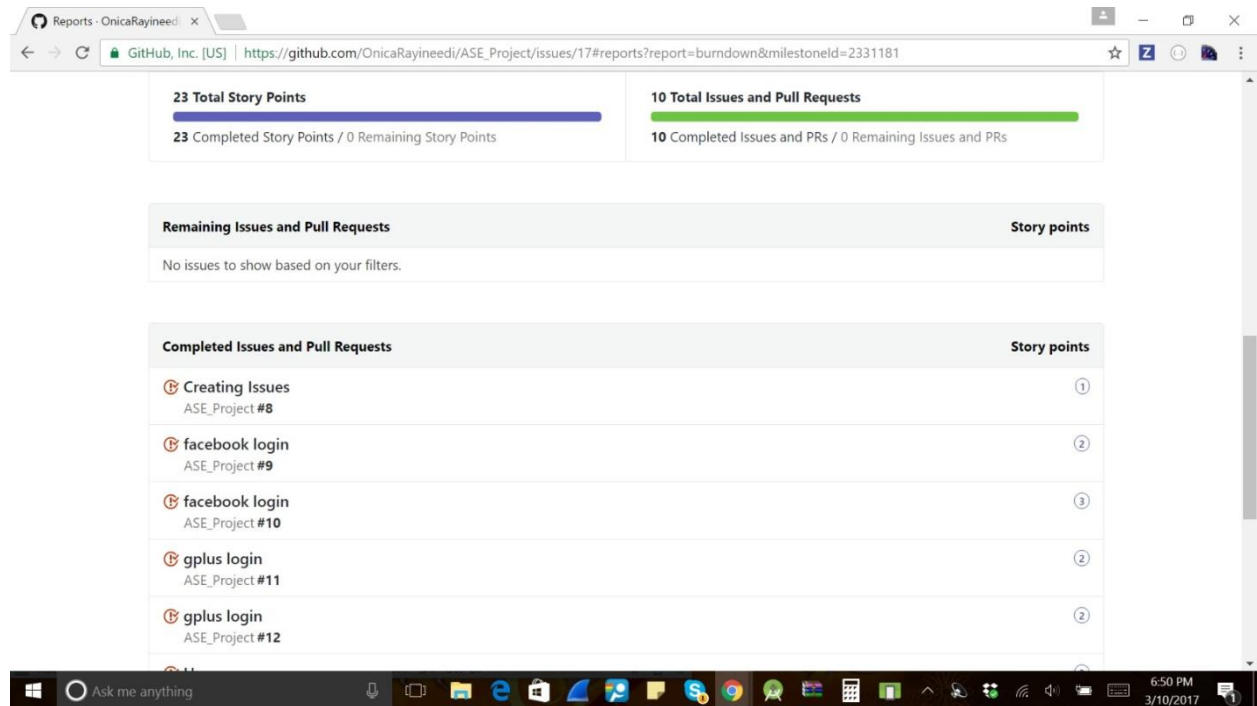 Reports · OnicaRayineedi
GitHub, Inc. [US] | https://github.com/OnicaRayineedi/ASE_Project/issues/17#reports?report=burndown&milestoneId=2331181
23 Total Story Points
23 Completed Story Points / 0 Remaining Story Points
10 Total Issues and Pull Requests
10 Completed Issues and PRs / 0 Remaining Issues and PRs
Remaining Issues and Pull Requests Story points
No issues to show based on your filters.
Completed Issues and Pull Requests Story points
Creating Issues 1
ASE_Project #8
facebook login 2
ASE_Project #9
facebook login 3
ASE_Project #10
gplus login 2
ASE_Project #11
gplus login 2
ASE_Project #12
Ask me anything
6:50 PM
3/10/2017